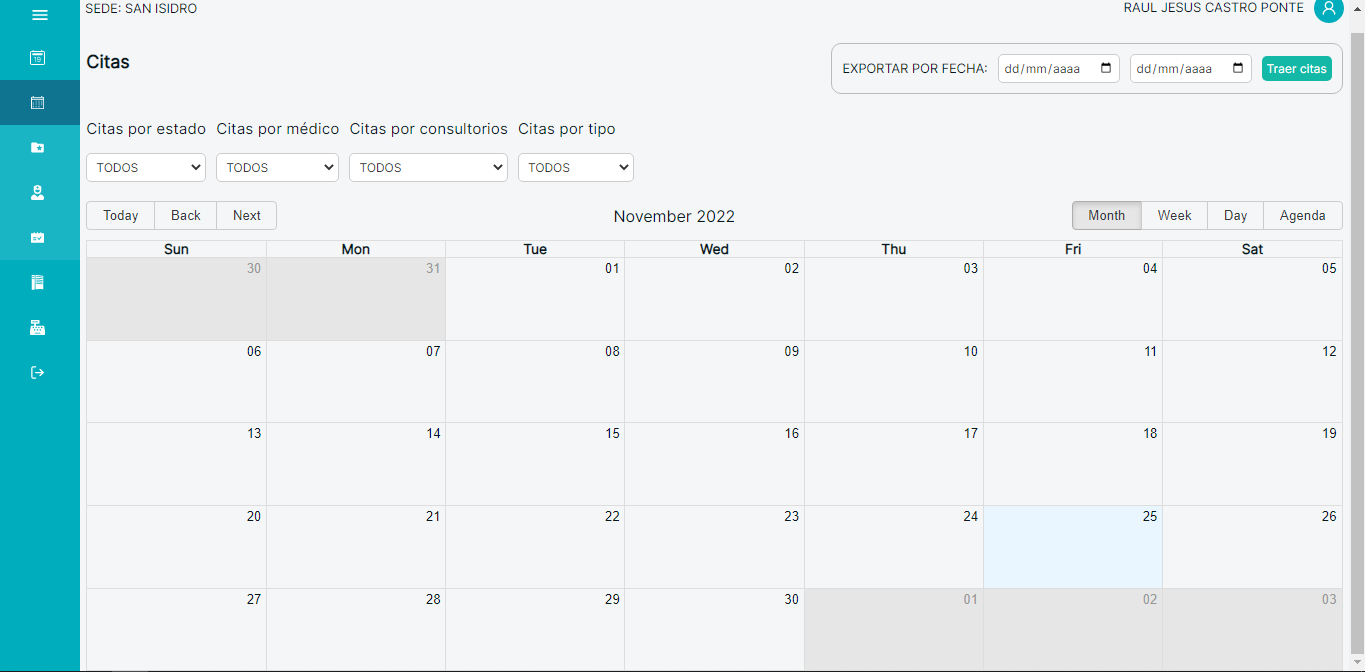 SEDE: SAN ISIDRO RAUL JESUS CASTRO PONTE
19
Citas EXPORTAR POR FECHA: dd/mm/aaaa dd/mm/aaaa Traer citas
Citas por estado Citas por médico Citas por consultorios Citas por tipo
TODOS TODOS TODOS TODOS
Today Back Next November 2022 Month Week Day Agenda
Sun Mon Tue Wed Thu Fri Sat
30 31 01 02 03 04 05
06 07 08 09 10 11 12
13 14 15 16 17 18 19
20 21 22 23 24 25 26
27 28 29 30 01 02 03